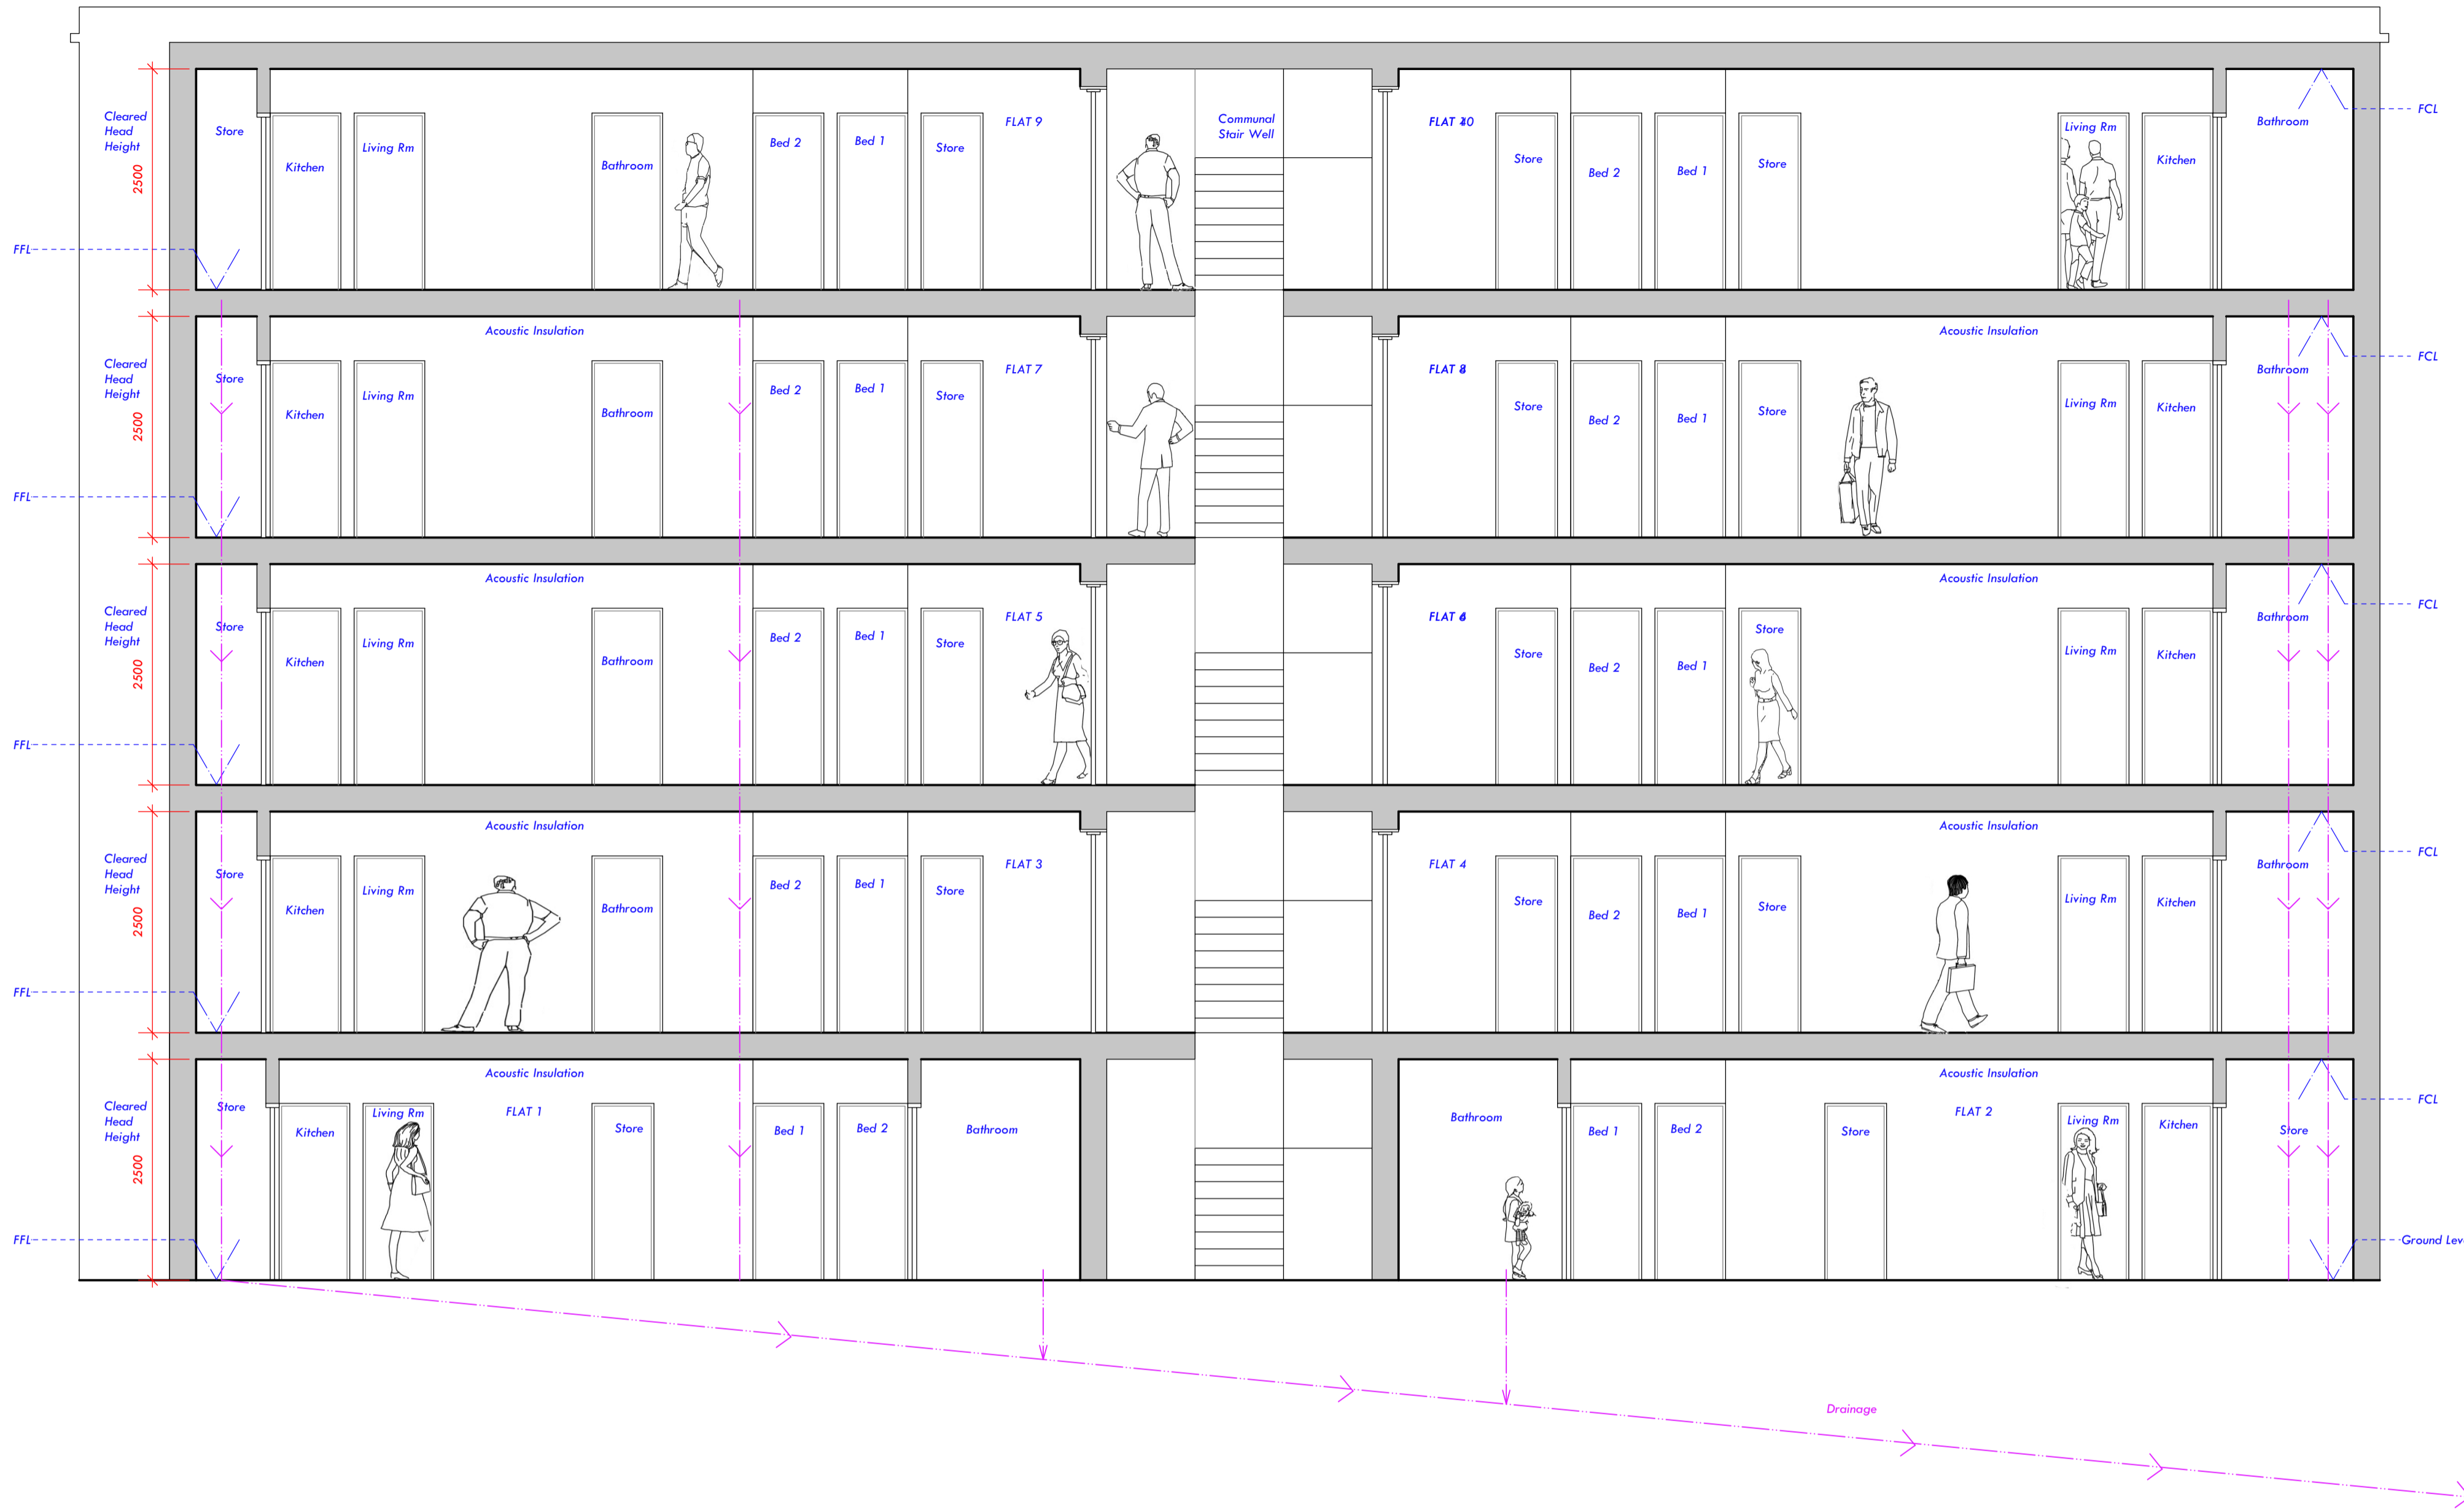 Cleared
Head
Height
2500
Store
Kitchen
Living Rm
Bathroom
Bed 2
Bed 1
Store
FLAT 9
Communal
Stair Well
FLAT
Store
Bed 2
Bed 1
Store
Living Rm
Kitchen
Bathroom
FCL
FFL
Acoustic Insulation
Acoustic Insulation
Cleared
Head
Height
2500
Store
Kitchen
Living Rm
Bathroom
Bed 2
Bed 1
Store
FLAT 7
FLAT
Store
Bed 2
Bed 1
Store
Living Rm
Kitchen
Bathroom
FCL
FFL
Acoustic Insulation
Acoustic Insulation
Cleared
Head
Height
2500
Store
Kitchen
Living Rm
Bathroom
Bed 2
Bed 1
Store
FLAT 5
FLAT
Store
Bed 2
Bed 1
Store
Living Rm
Kitchen
Bathroom
FCL
FFL
Acoustic Insulation
Acoustic Insulation
Cleared
Head
Height
2500
Store
Kitchen
Living Rm
Bathroom
Bed 2
Bed 1
Store
FLAT 3
FLAT 4
Store
Bed 2
Bed 1
Store
Living Rm
Kitchen
Bathroom
FCL
FFL
Acoustic Insulation
Acoustic Insulation
Cleared
Head
Height
2500
Store
Kitchen
Living Rm
FLAT 1
Store
Bed 1
Bed 2
Bathroom
Bathroom
Bed 1
Bed 2
Store
FLAT 2
Living Rm
Kitchen
Store
FCL
FFL
Ground Lev
Drainage